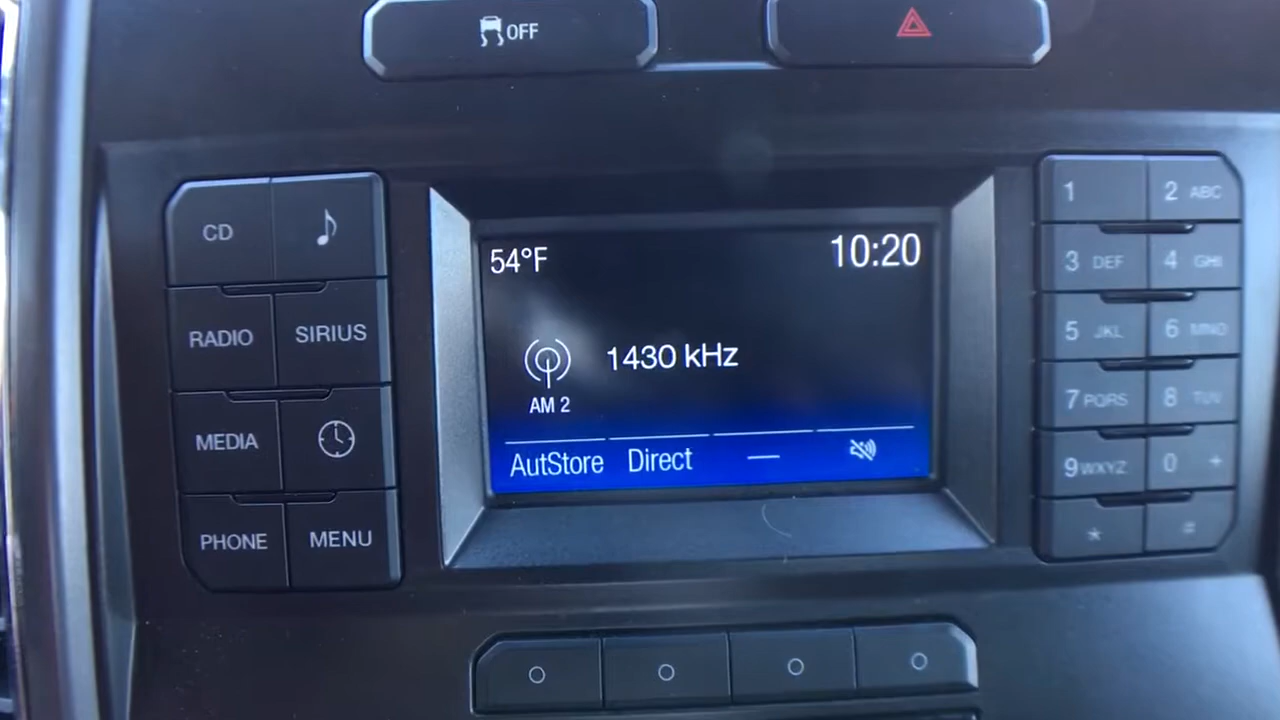 OFF
CD
RADIO
SIRIUS
MEDIA
PHONE
MENU
54°F
10:20
1430 kHz
AM 2
AutStore
Direct
1
2 ABC
3 DEF
4 GHI
5 JKL
6 MNO
7 PQRS
8 TUV
9 WXYZ
0 +
*
#